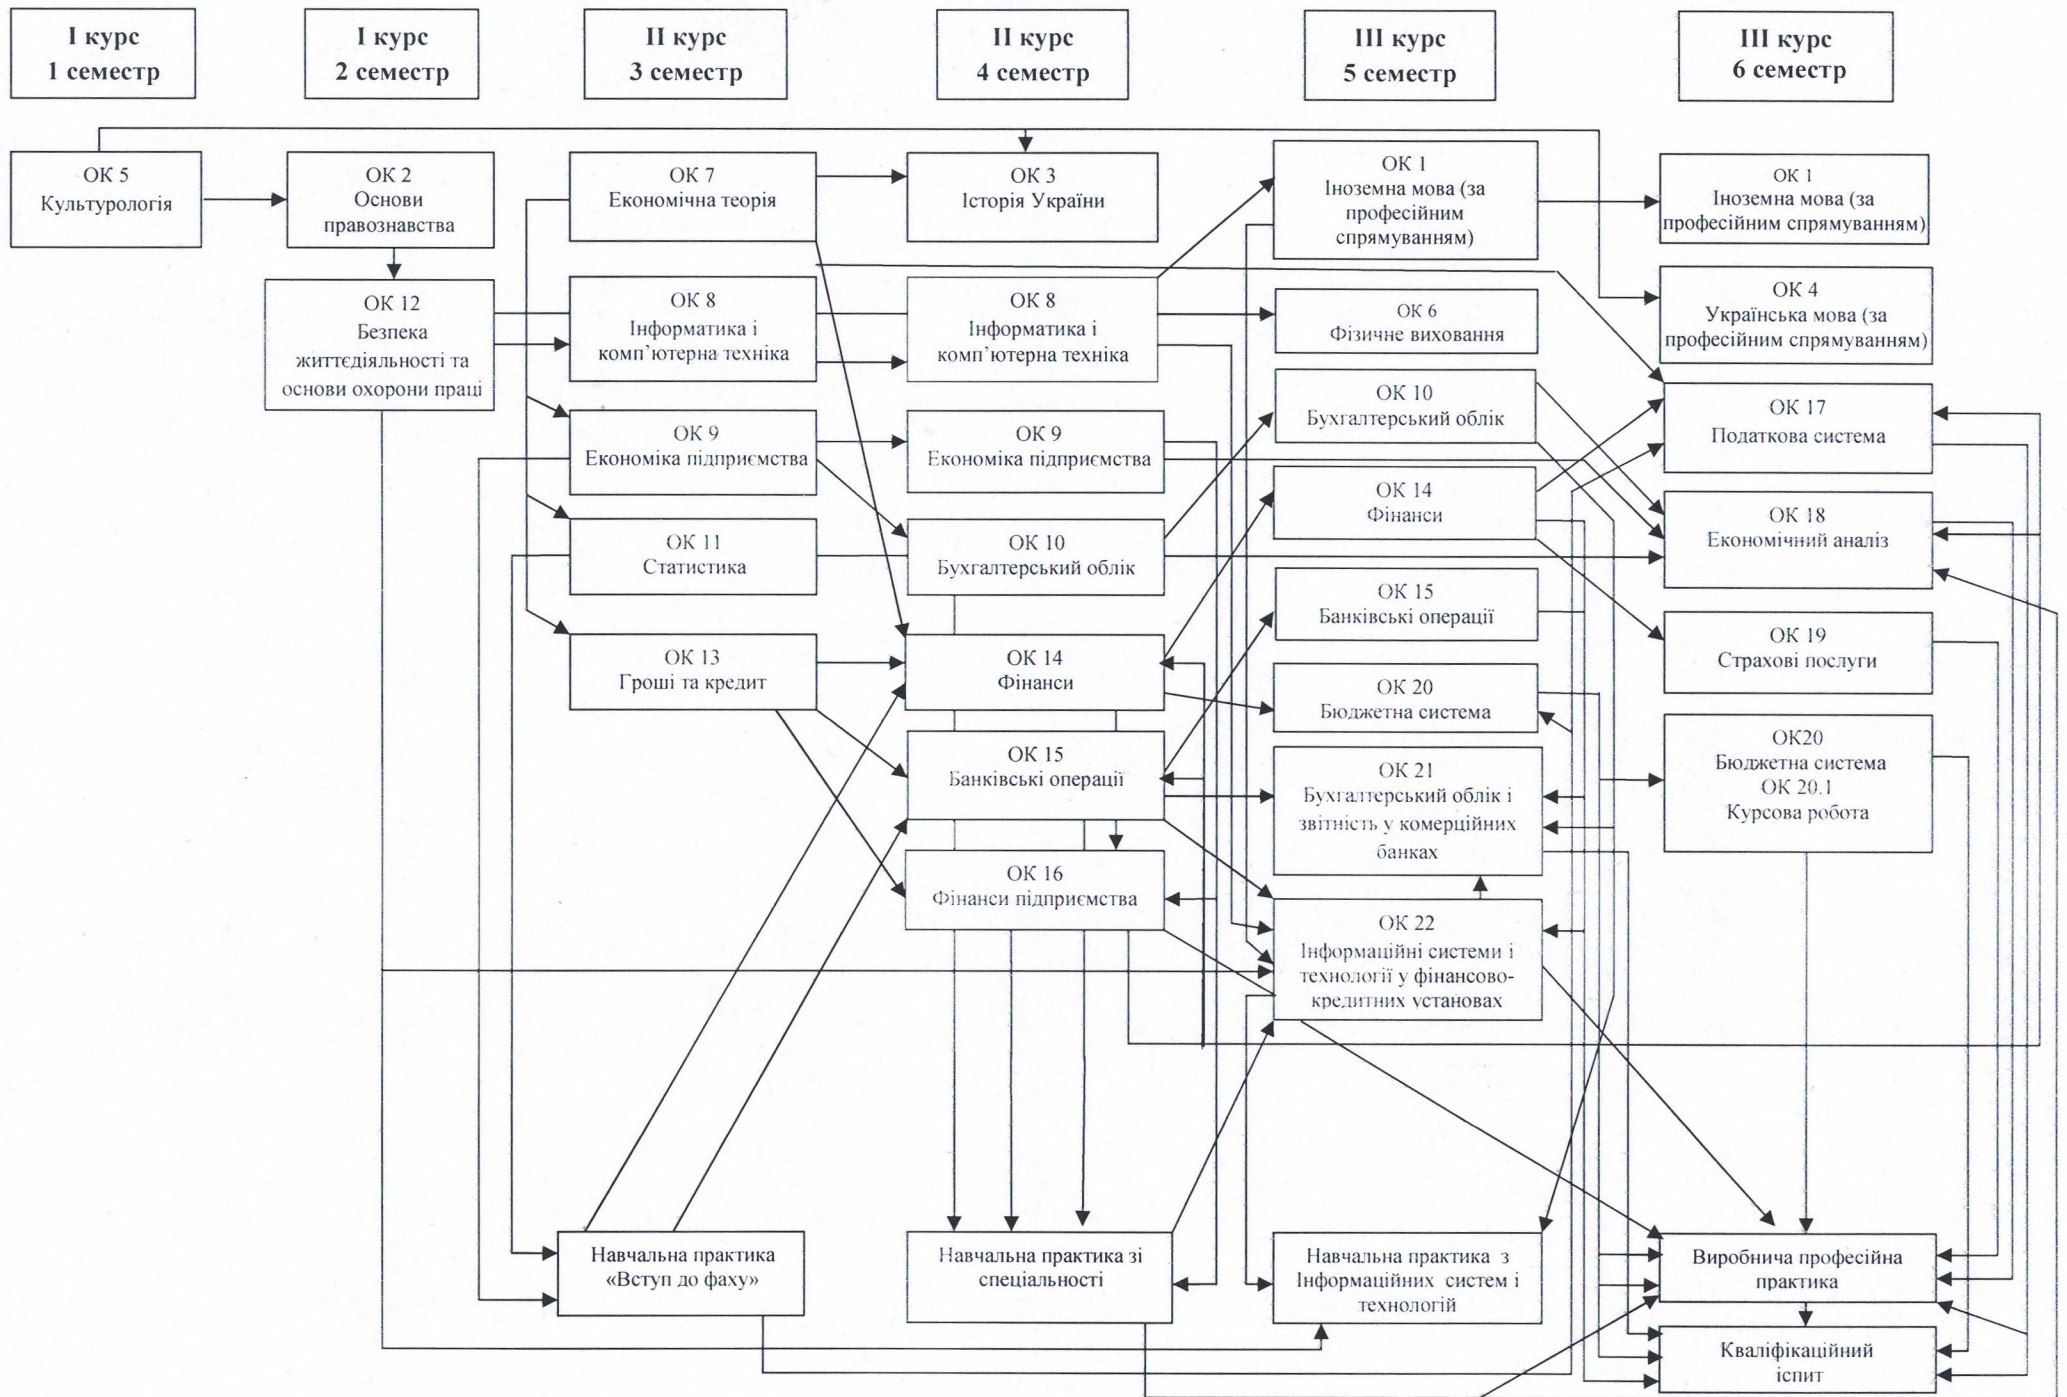 І курс
1 семестр
І курс
2 семестр
ІІ курс
3 семестр
ІІ курс
4 семестр
ІІІ курс
5 семестр
ІІІ курс
6 семестр
ОК 5
Культурологія
ОК 2
Основи
правознавства
ОК 12
Безпека
життєдіяльності та
основи охорони праці
ОК 7
Економічна теорія
ОК 8
Інформатика і
комп’ютерна техніка
ОК 9
Економіка підприємства
ОК 11
Статистика
ОК 13
Гроші та кредит
Навчальна практика
«Вступ до фаху»
ОК 3
Історія України
ОК 8
Інформатика і
комп’ютерна техніка
ОК 9
Економіка підприємства
ОК 10
Бухгалтерський облік
ОК 14
Фінанси
ОК 15
Банківські операції
ОК 16
Фінанси підприємства
Навчальна практика зі
спеціальності
ОК 1
Іноземна мова (за
професійним
спрямуванням)
ОК 6
Фізичне виховання
ОК 10
Бухгалтерський облік
ОК 14
Фінанси
ОК 15
Банківські операції
ОК 20
Бюджетна система
ОК 21
Бухгалтерський облік і
звітність у комерційних
банках
ОК 22
Інформаційні системи і
технології у фінансово-
кредитних установах
Навчальна практика з
Інформаційних систем і
технологій
ОК 1
Іноземна мова (за
професійним спрямуванням)
ОК 4
Українська мова (за
професійним спрямуванням)
ОК 17
Податкова система
ОК 18
Економічний аналіз
ОК 19
Страхові послуги
ОК20
Бюджетна система
ОК 20.1
Курсова робота
Виробнича професійна
практика
Кваліфікаційний
іспит